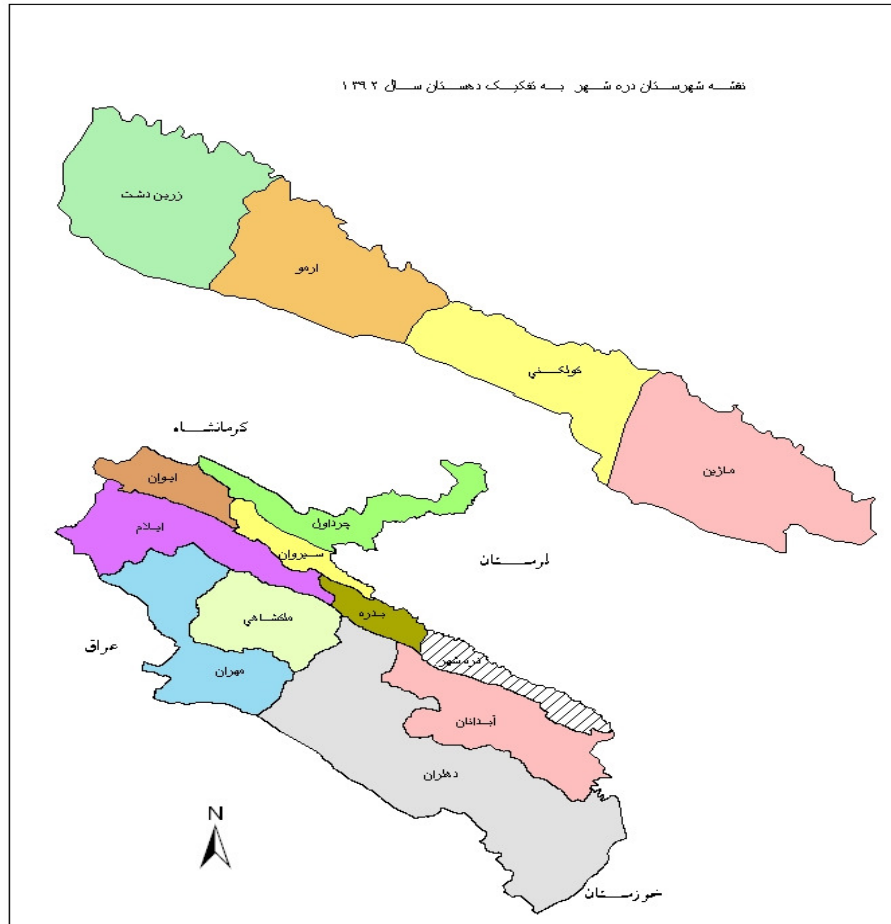 نقشه شهرستان دره شهر به تفکیک دهستان سال ۱۳۹۲
زرین دشت
ارمو
کولکنی
ماژین
کرمانشاه
ایوان
چرداول
ایلام
سیروان
لرستان
بدره
ملکشاهی
دره شهر
عراق
مهران
آبدانان
دهلران
N
خوزستان